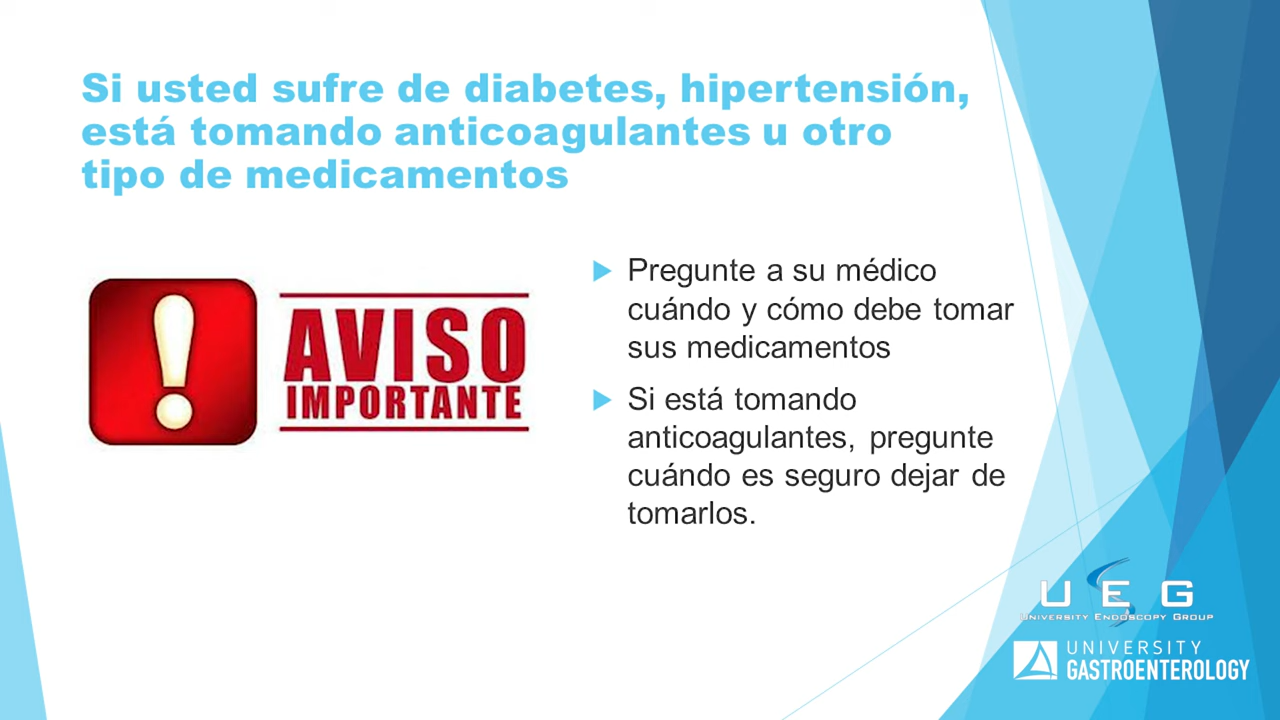 Si usted sufre de diabetes, hipertensión,
está tomando anticoagulantes u otro
tipo de medicamentos
AVISO
IMPORTANTE
Pregunte a su médico
cuándo y cómo debe tomar
sus medicamentos
Si está tomando
anticoagulantes, pregunte
cuándo es seguro dejar de
tomarlos.
U E G
UNIVERSITY ENDOSCOPY GROUP
UNIVERSITY
GASTROENTEROLOGY